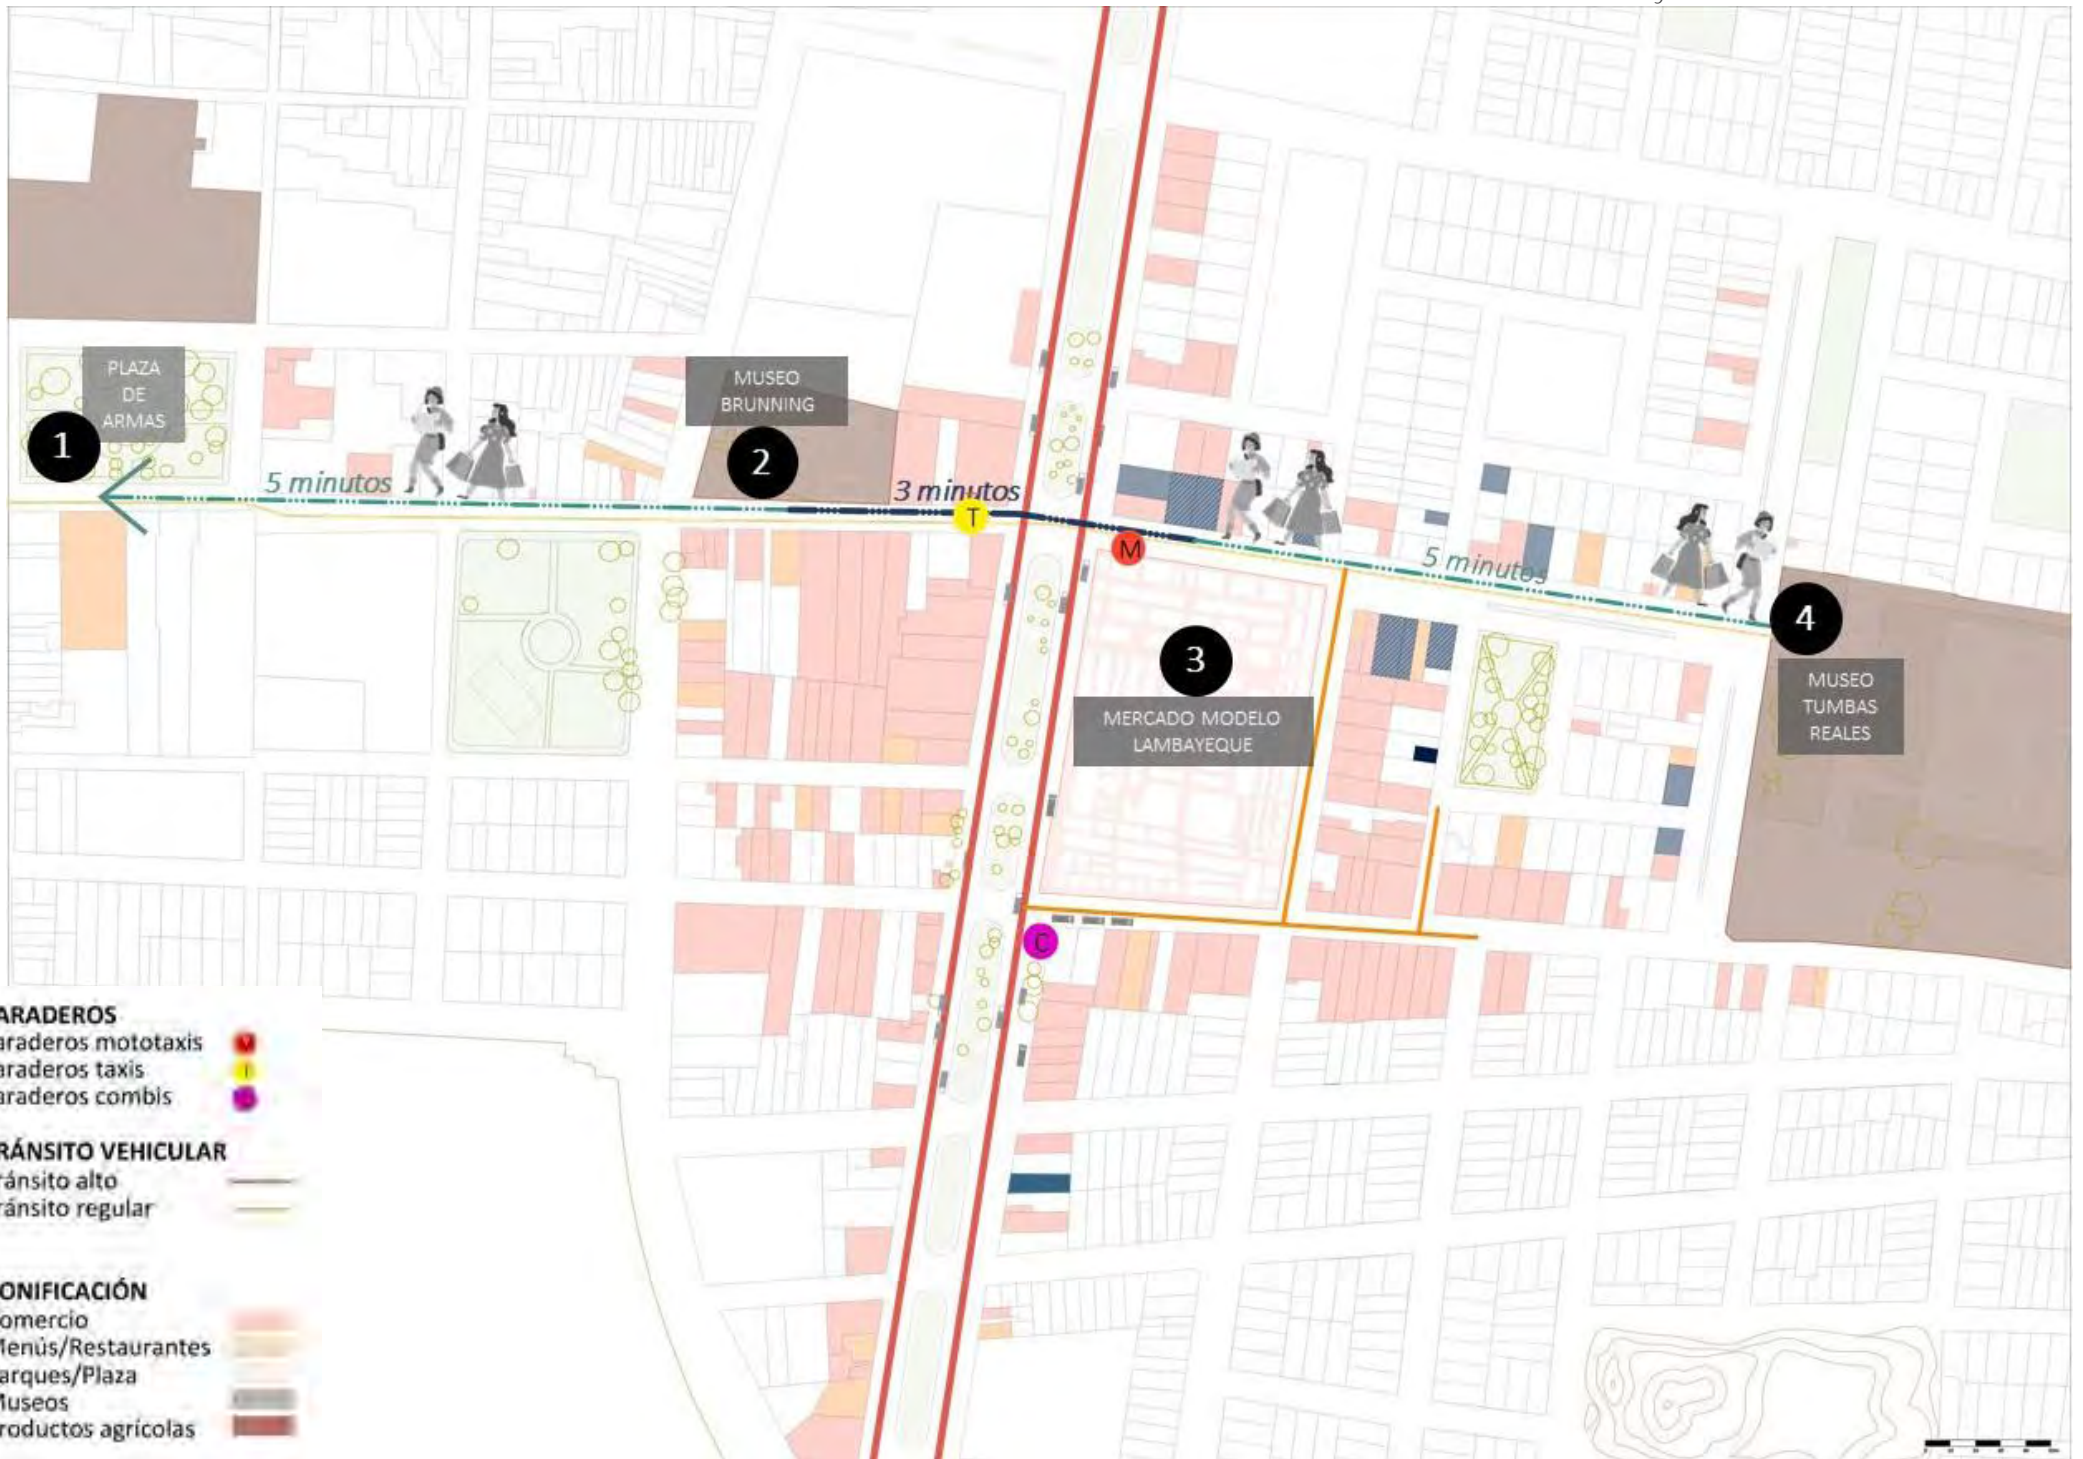 PLAZA
DE
ARMAS
1
5 minutos
MUSEO
BRUNNING
2
3 minutos
T
M
5 minutos
3
MERCADO MODELO
LAMBAYEQUE
4
MUSEO
TUMBAS
REALES
C
ARADEROS
araderos mototaxis M
araderos taxis T
araderos combis
RÁNSITO VEHICULAR
ránsito alto
ránsito regular
ONIFICACIÓN
omercio
Menús/Restaurantes
arques/Plaza
Museos
roductos agrícolas